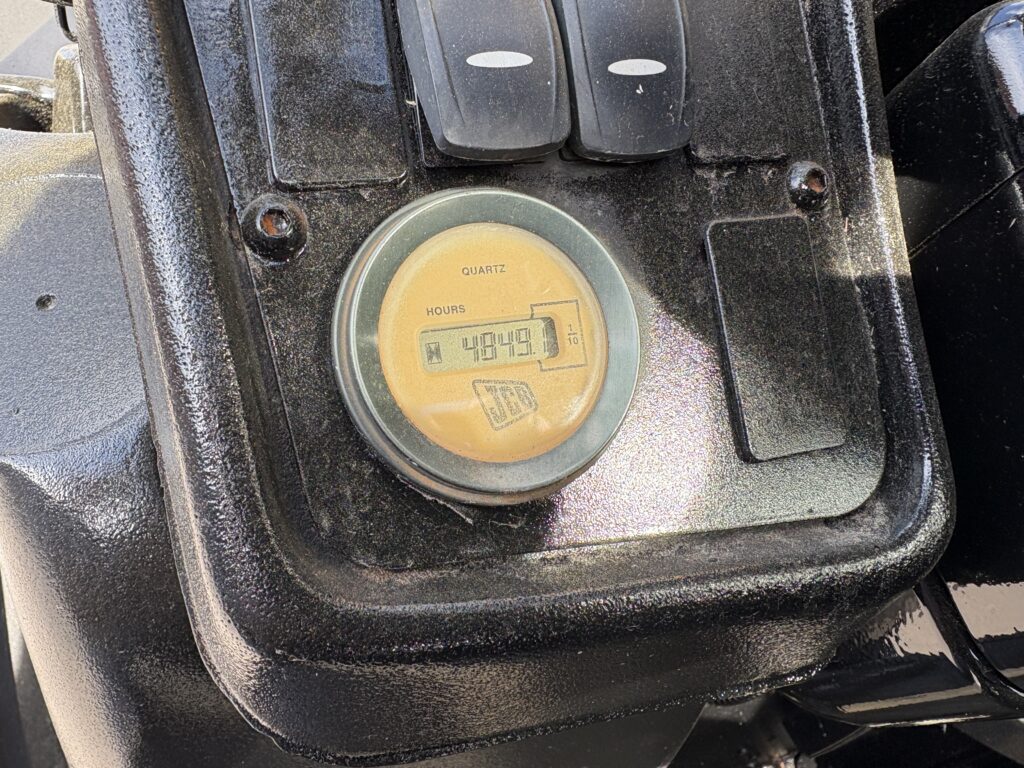 QUARTZ
HOURS
4849.1
1/10
JCB